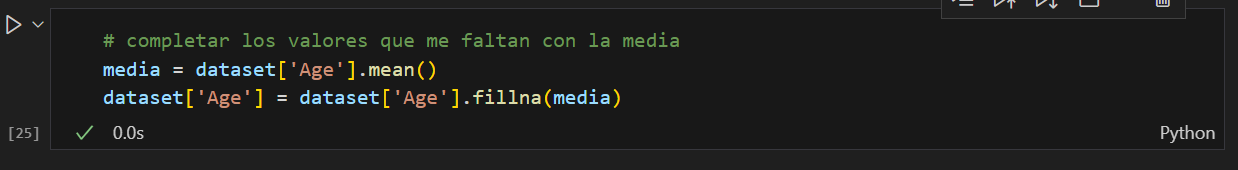 # completar los valores que me faltan con la media
media = dataset['Age'].mean()
dataset['Age'] = dataset['Age'].fillna(media)
[25]
0.0s
Python